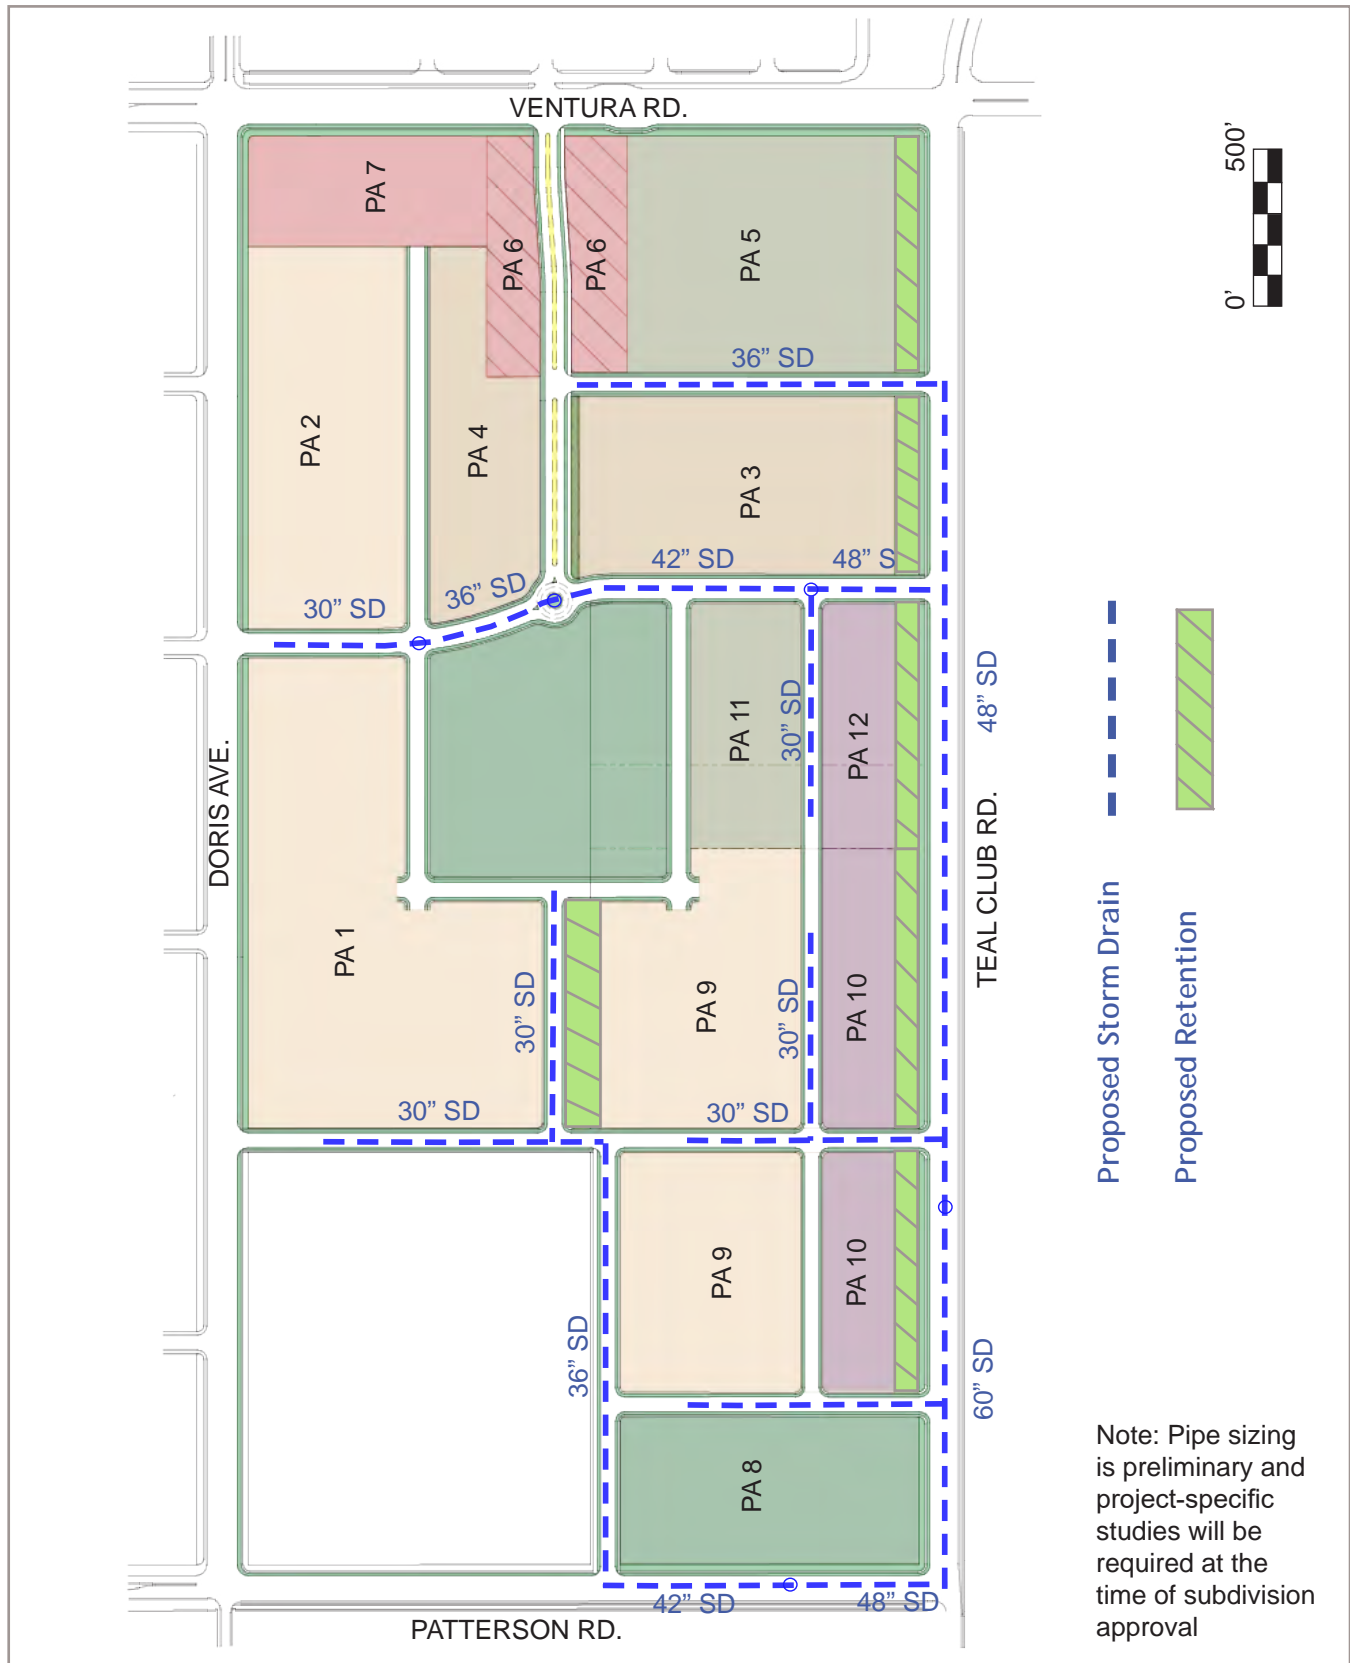 VENTURA RD.
500'
0'
PA 7
PA 6
PA 6
PA 5
36” SD
PA 2
PA 4
PA 3
42” SD
48” S
36” SD
30” SD
48” SD
30” SD
PA 11
PA 12
DORIS AVE.
TEAL CLUB RD.
Proposed Storm Drain
Proposed Retention
PA 1
30” SD
PA 9
30” SD
PA 10
30” SD
30” SD
PA 9
PA 10
36” SD
60” SD
PA 8
42” SD
48” SD
PATTERSON RD.
Note: Pipe sizing
is preliminary and
project-specific
studies will be
required at the
time of subdivision
approval